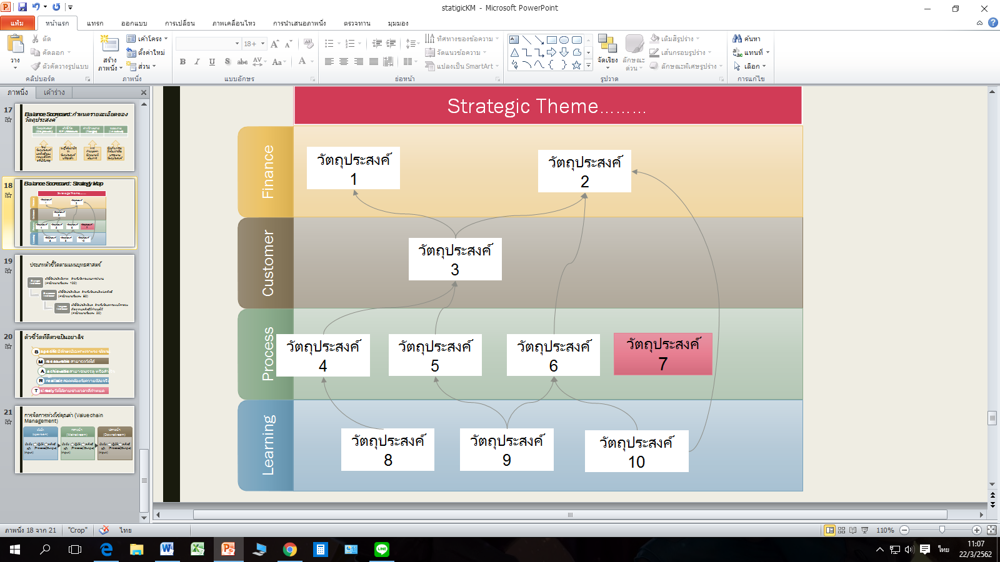 statigicKM - Microsoft PowerPoint
แฟ้ม
หน้าแรก
แทรก
ออกแบบ
การเปลี่ยน
ภาพเคลื่อนไหว
การนำเสนอภาพนิ่ง
ตรวจทาน
มุมมอง
วาง
ตัด
คัดลอก
ตัวคัดวางรูปแบบ
คลิปบอร์ด
สร้าง
ภาพนิ่ง
เค้าโครง
ตั้งค่าใหม่
ส่วน
ภาพนิ่ง
18+
แบบอักษร
ทิศทางของข้อความ
จัดแนวข้อความ
แปลงเป็น SmartArt
ย่อหน้า
จัดเรียง
ลักษณะ
ด่วน
เติมสีรูปร่าง
เส้นกรอบรูปร่าง
ลักษณะพิเศษรูปร่าง
รูปวาด
ค้นหา
แทนที่
เลือก
การแก้ไข
ภาพนิ่ง
เค้าร่าง
17
Balance Scorecard: กำหนดรายละเอียดของ
วัตถุประสงค์
18
Balance Scorecard: Strategy Map
19
ประเภทตัวชี้วัดตามแผนยุทธศาสตร์
20
ตัวชี้วัดที่ดีควรเป็นอย่างไร
S
M
A
R
T
21
การจัดการห่วงโซ่คุณค่า (Value chain
Management)
Strategic Theme.........
Finance
วัตถุประสงค์
1
วัตถุประสงค์
2
Customer
วัตถุประสงค์
3
Process
วัตถุประสงค์
4
วัตถุประสงค์
5
วัตถุประสงค์
6
วัตถุประสงค์
7
Learning
วัตถุประสงค์
8
วัตถุประสงค์
9
วัตถุประสงค์
10
ภาพนิ่ง 18 จาก 21
"Crop"
ไทย
110%
ไทย
11:07
22/3/2562